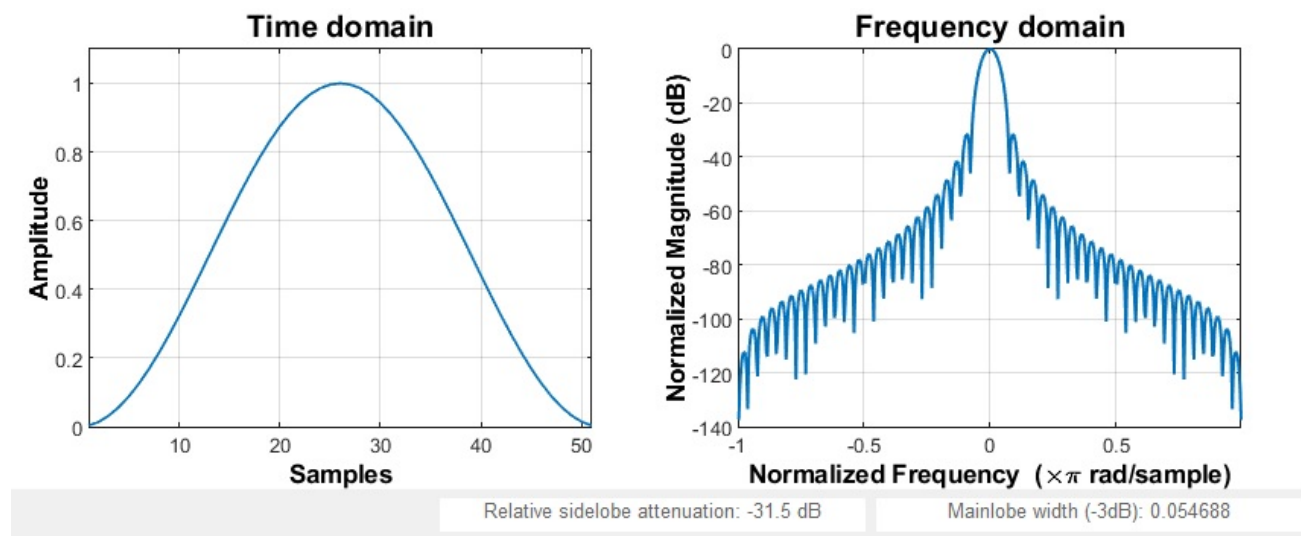 Time domain
Amplitude
1
0.8
0.6
0.4
0.2
0
10
20
30
40
50
Samples
Frequency domain
Normalized Magnitude (dB)
0
-20
-40
-60
-80
-100
-120
-140
-1
-0.5
0
0.5
Normalized Frequency (×π rad/sample)
Relative sidelobe attenuation: -31.5 dB
Mainlobe width (-3dB): 0.054688